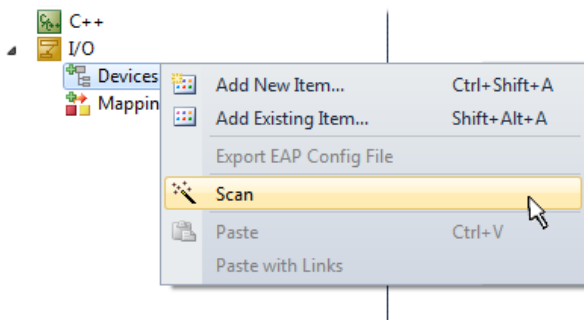 C++
I/O
Devices
Mappin
Add New Item... Ctrl+Shift+A
Add Existing Item... Shift+Alt+A
Export EAP Config File
Scan
Paste Ctrl+V
Paste with Links